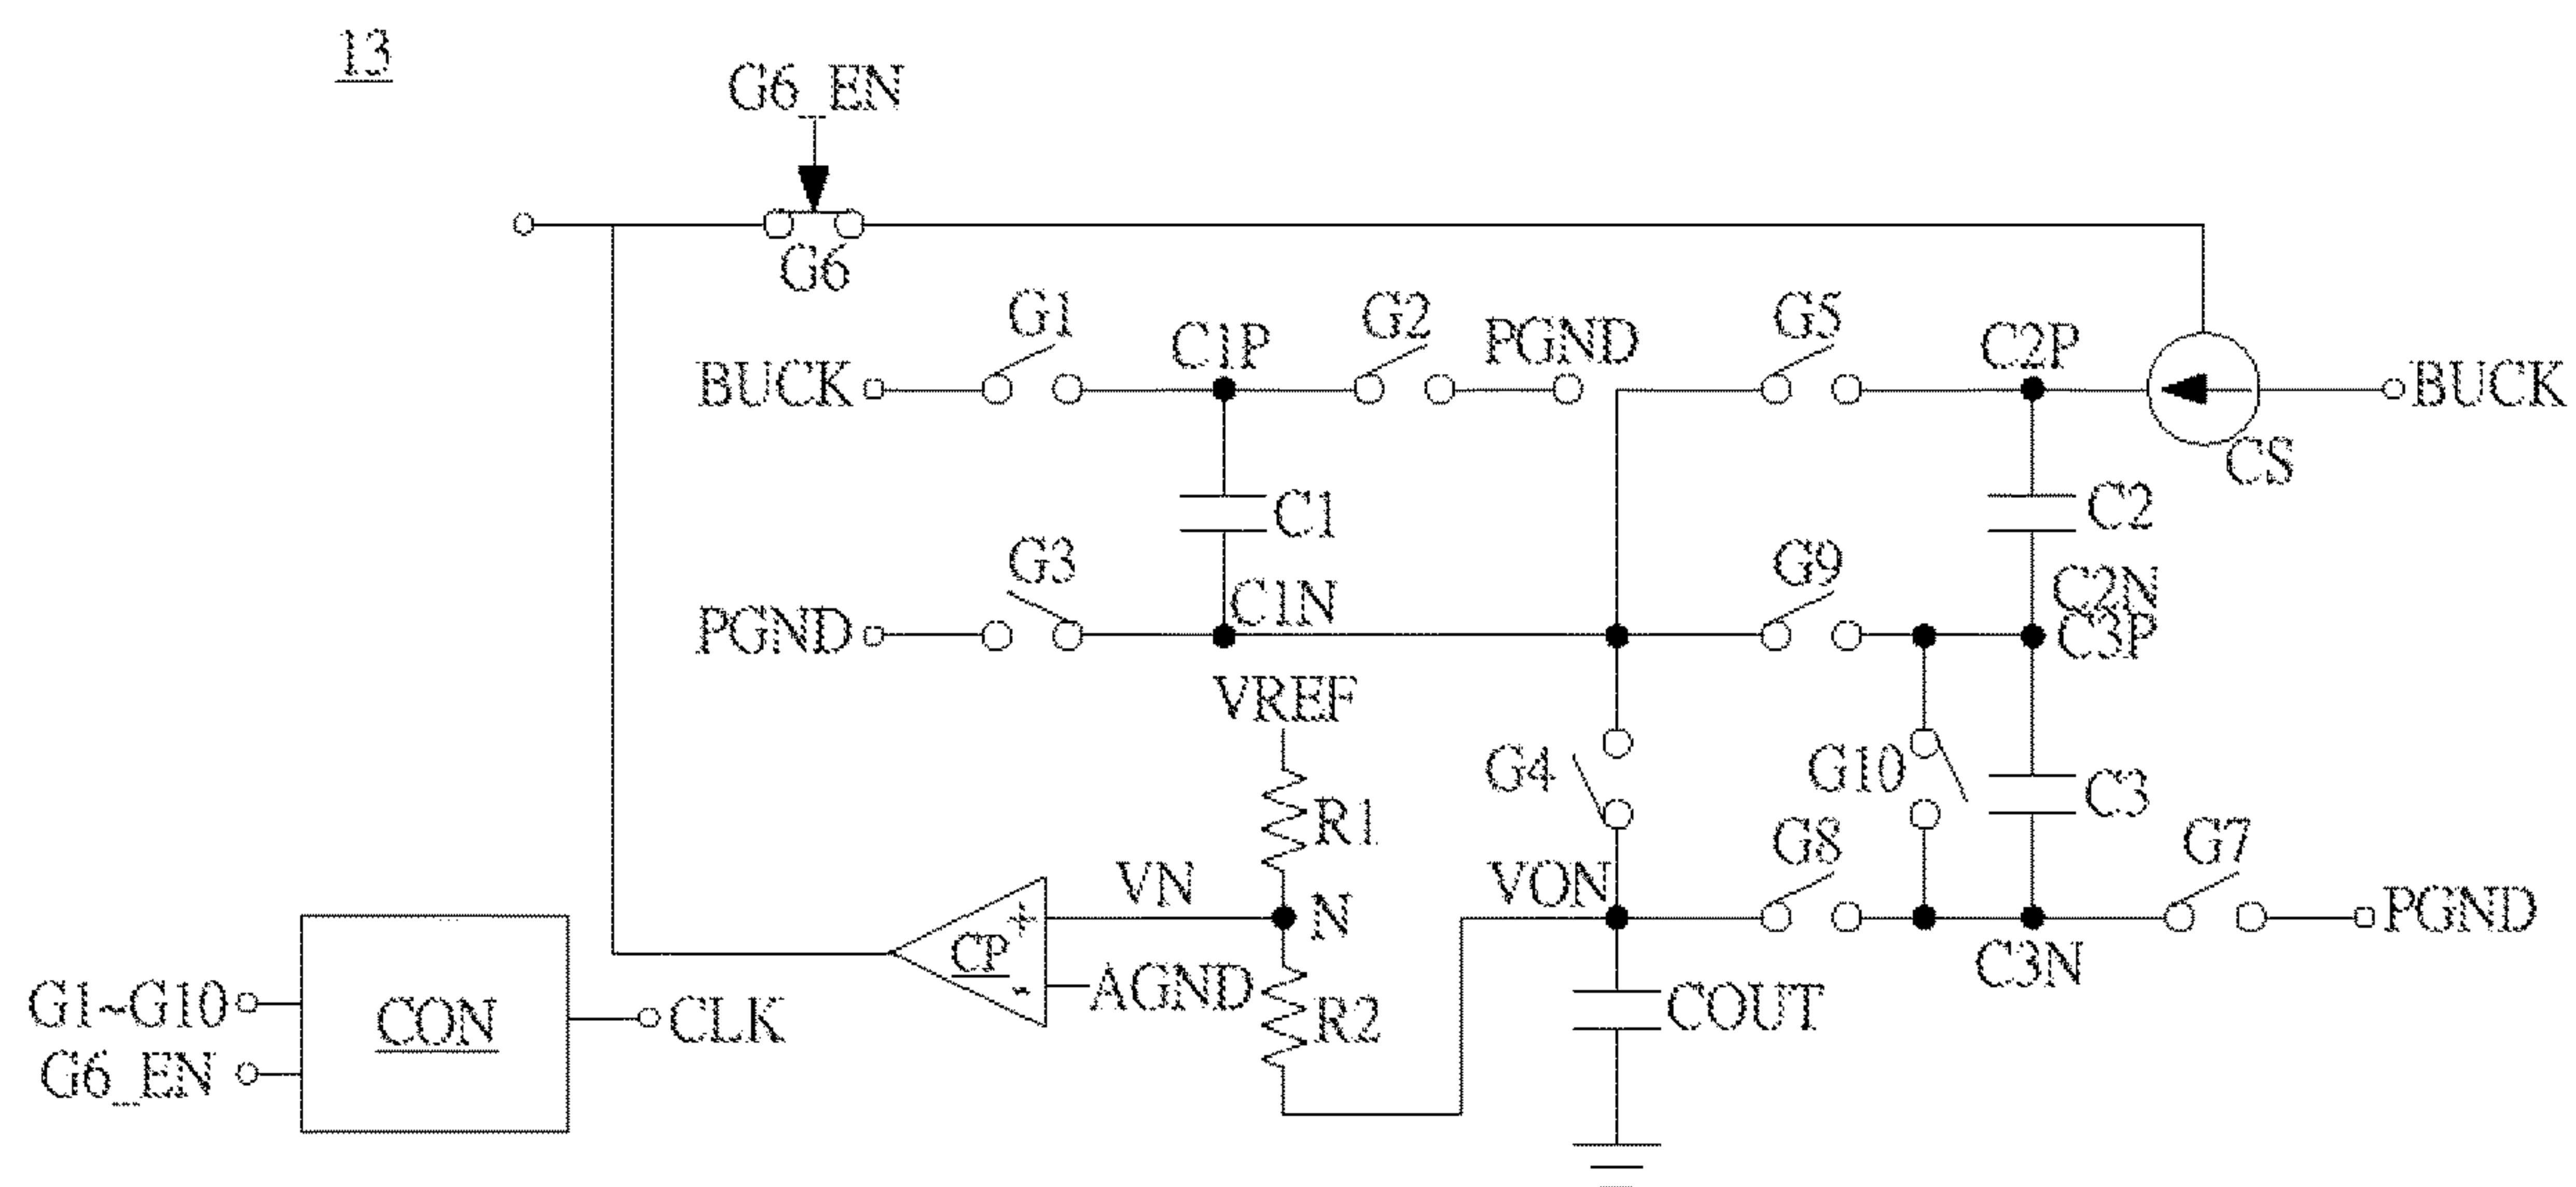 13
G6_EN
G6
G1
C1P
G2
PGND
G5
C2P
BUCK
BUCK
CS
C1
C2
G3
C1N
G9
C2N
PGND
C3P
VREF
G4
G10
C3
R1
G8
G7
VN
N
VON
PGND
CP
+
-
AGND
C3N
R2
COUT
G1~G10
CON
CLK
G6_EN